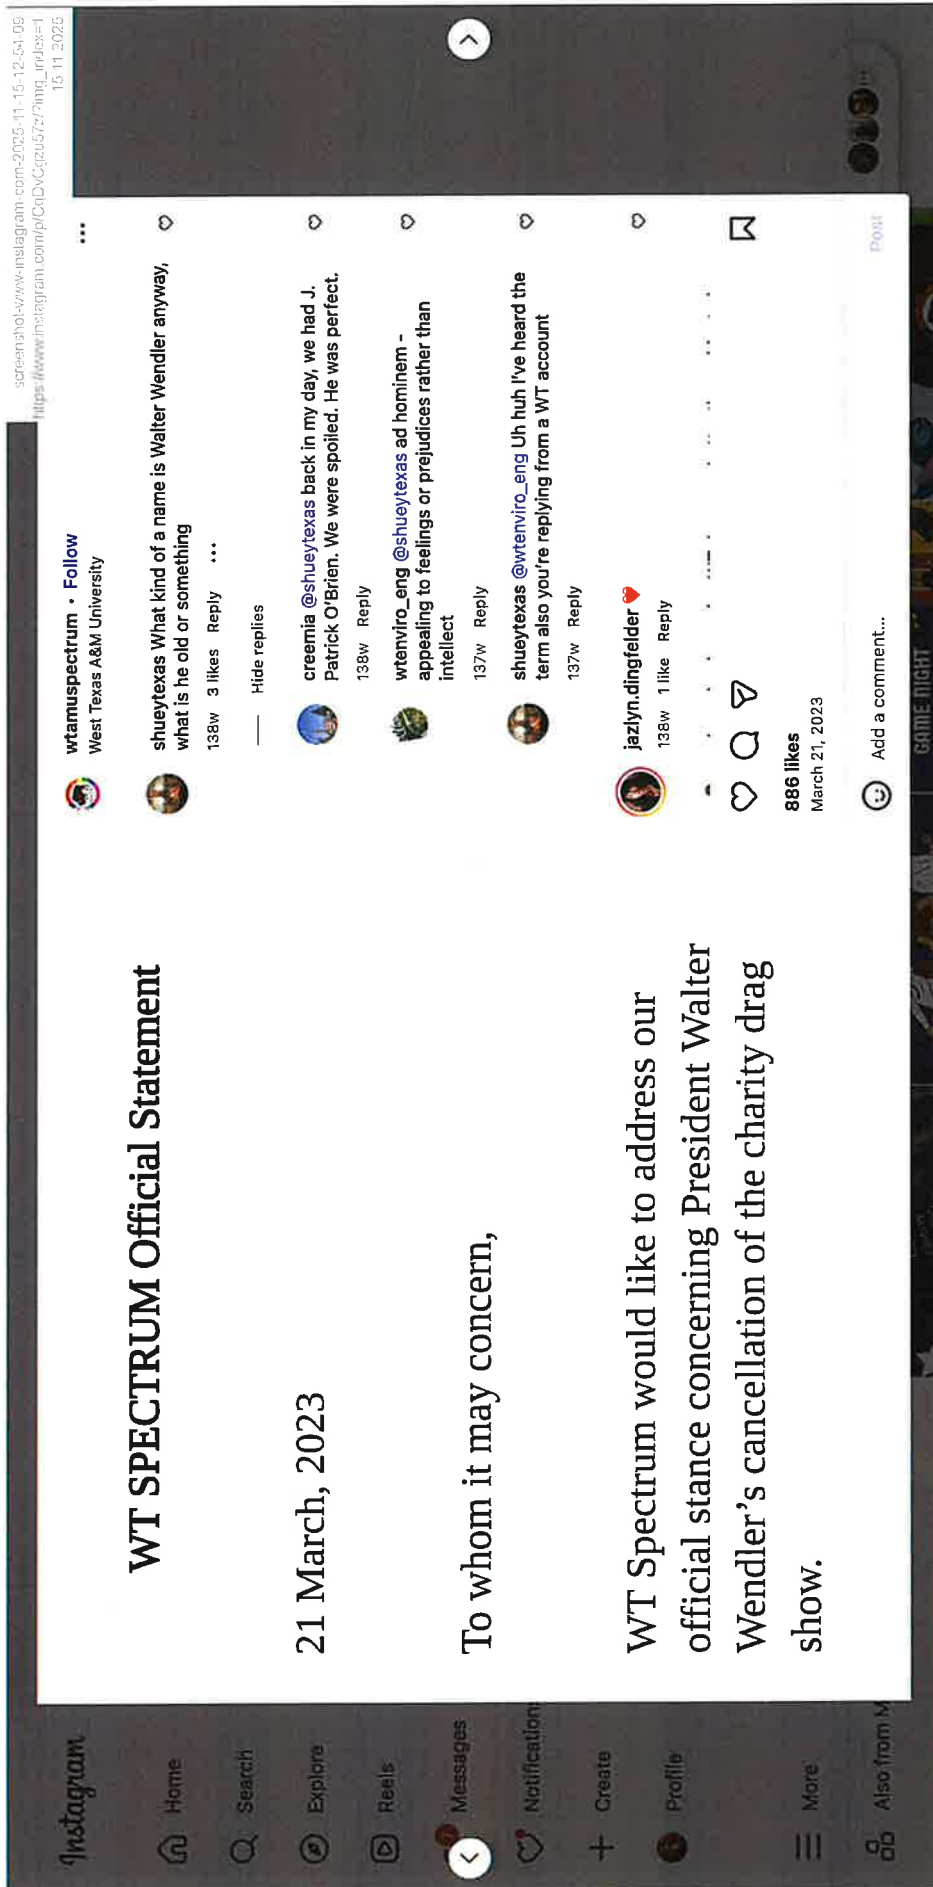 screenshot-www-instagram-com-2025-11-15-12-54-09
https://www.instagram.com/p/CqDvCqzu57z/?img_index=1
15 11 2025
Instagram
Home
Search
Explore
Reels
Messages
Notification
Create
Profile
More
Also from M
WT SPECTRUM Official Statement
21 March, 2023
To whom it may concern,
WT Spectrum would like to address our
official stance concerning President Walter
Wendler's cancellation of the charity drag
show.
wtamuspectrum • Follow
West Texas A&M University
shueytexas What kind of a name is Walter Wendler anyway,
what is he old or something
138w 3 likes Reply
Hide replies
creemia @shueytexas back in my day, we had J.
Patrick O'Brien. We were spoiled. He was perfect.
138w Reply
wtenviro_eng @shueytexas ad hominem -
appealing to feelings or prejudices rather than
intellect
137w Reply
shueytexas @wtenviro_eng Uh huh I've heard the
term also you're replying from a WT account
137w Reply
jazlyn.dingfelder ❤️
138w 1 like Reply
886 likes
March 21, 2023
Add a comment...
Post
GAME NIGHT